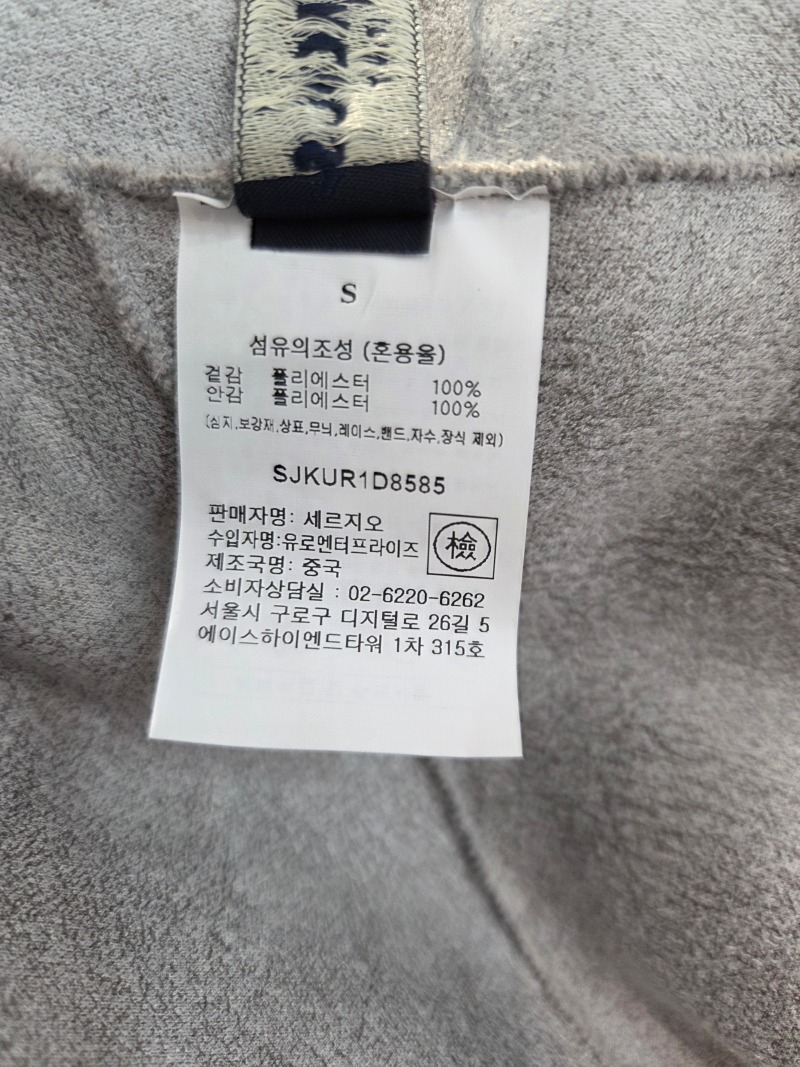 S
섬유의조성 (혼용율)
겉감 폴리에스터 100%
안감 폴리에스터 100%
(심지,보강재,상표,무늬,레이스,밴드,자수,장식 제외)
SJKUR1D8585
판매자명: 세르지오
수입자명:유로엔터프라이즈
檢
제조국명: 중국
소비자상담실 : 02-6220-6262
서울시 구로구 디지털로 26길 5
에이스하이엔드타워 1차 315호